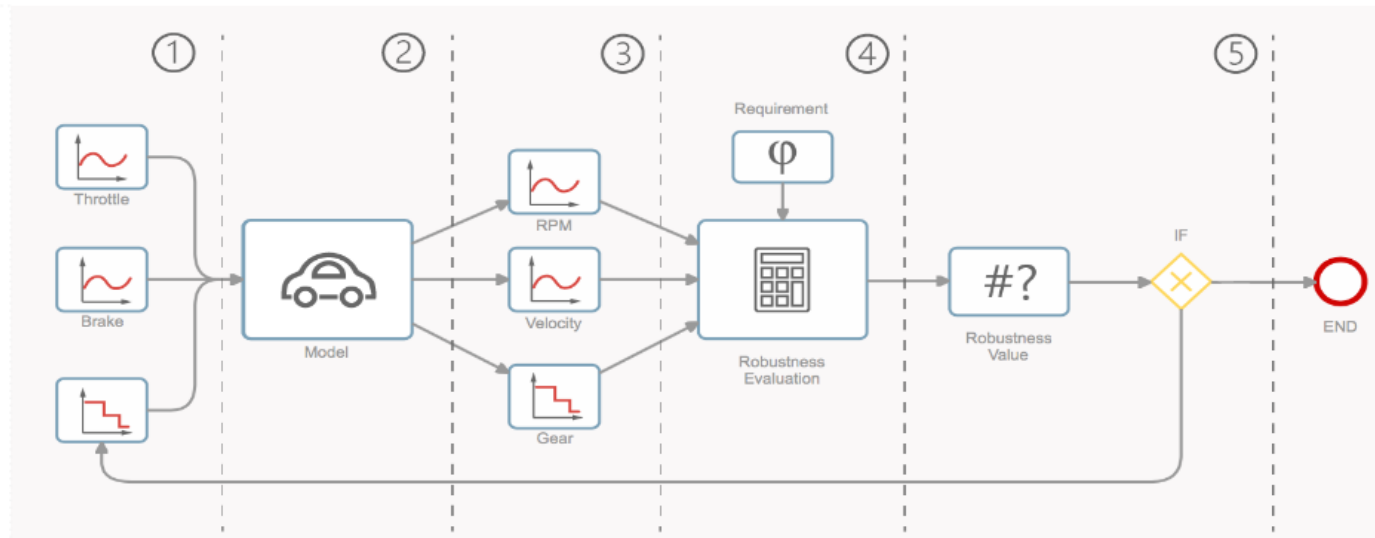 1
2
3
4
5
Requirement
φ
Throttle
RPM
IF
Brake
Velocity
#?
Model
Robustness
Evaluation
Robustness
Value
END
Gear